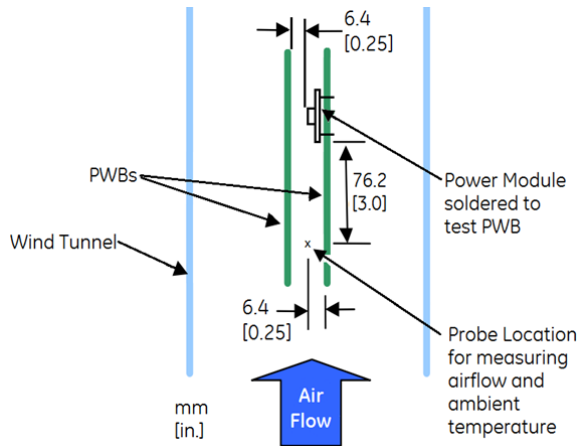 6.4
[0.25]
PWBs
76.2
[3.0]
Power Module
soldered to
test PWB
Wind Tunnel
x
6.4
[0.25]
Probe Location
for measuring
airflow and
ambient
temperature
Air
Flow
mm
[in.]